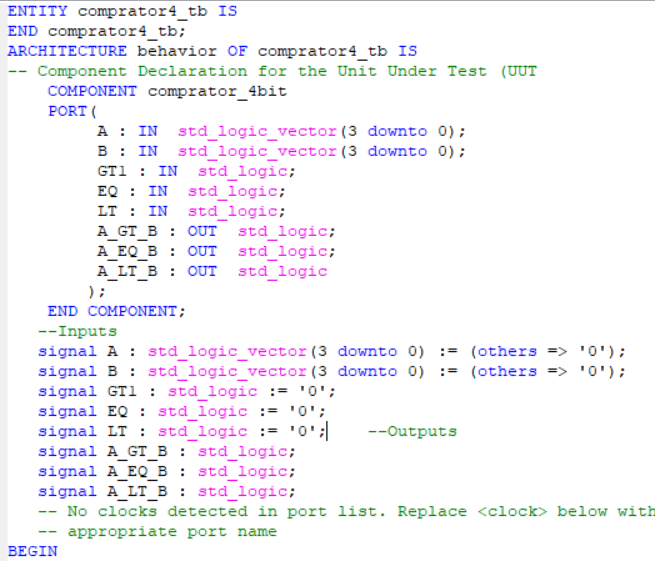 ENTITY comprator4_tb IS
END comprator4_tb;
ARCHITECTURE behavior OF comprator4_tb IS
-- Component Declaration for the Unit Under Test (UUT
COMPONENT comprator_4bit
PORT(
A : IN std_logic_vector(3 downto 0);
B : IN std_logic_vector(3 downto 0);
GT1 : IN std_logic;
EQ : IN std_logic;
LT : IN std_logic;
A_GT_B : OUT std_logic;
A_EQ_B : OUT std_logic;
A_LT_B : OUT std_logic
);
END COMPONENT;
--Inputs
signal A : std_logic_vector(3 downto 0) := (others => '0');
signal B : std_logic_vector(3 downto 0) := (others => '0');
signal GT1 : std_logic := '0';
signal EQ : std_logic := '0';
signal LT : std_logic := '0'; --Outputs
signal A_GT_B : std_logic;
signal A_EQ_B : std_logic;
signal A_LT_B : std_logic;
-- No clocks detected in port list. Replace <clock> below with
-- appropriate port name
BEGIN